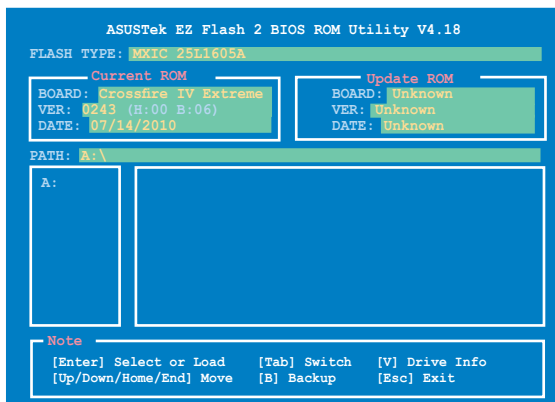 ASUSTek EZ Flash 2 BIOS ROM Utility V4.18
FLASH TYPE: MXIC 25L1605A
Current ROM
BOARD: Crossfire IV Extreme
VER: 0243 (H:00 B:06)
DATE: 07/14/2010
Update ROM
BOARD: Unknown
VER: Unknown
DATE: Unknown
PATH: A:\
A:
Note
[Enter] Select or Load [Tab] Switch [V] Drive Info
[Up/Down/Home/End] Move [B] Backup [Esc] Exit